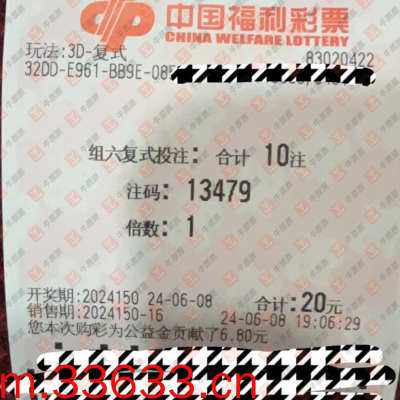 中国福利彩票
CHINA WELFARE LOTTERY
玩法:3D-复式 83020422
32DD-E961-BB9E-085
组六复式投注: 合计 10注
注码: 13479
倍数: 1
开奖期:2024150 24-06-08 合计:20元
销售期:2024150-16 24-06-08 19:06:29
您本次购彩为公益金贡献了6.80元
m.33633.cn